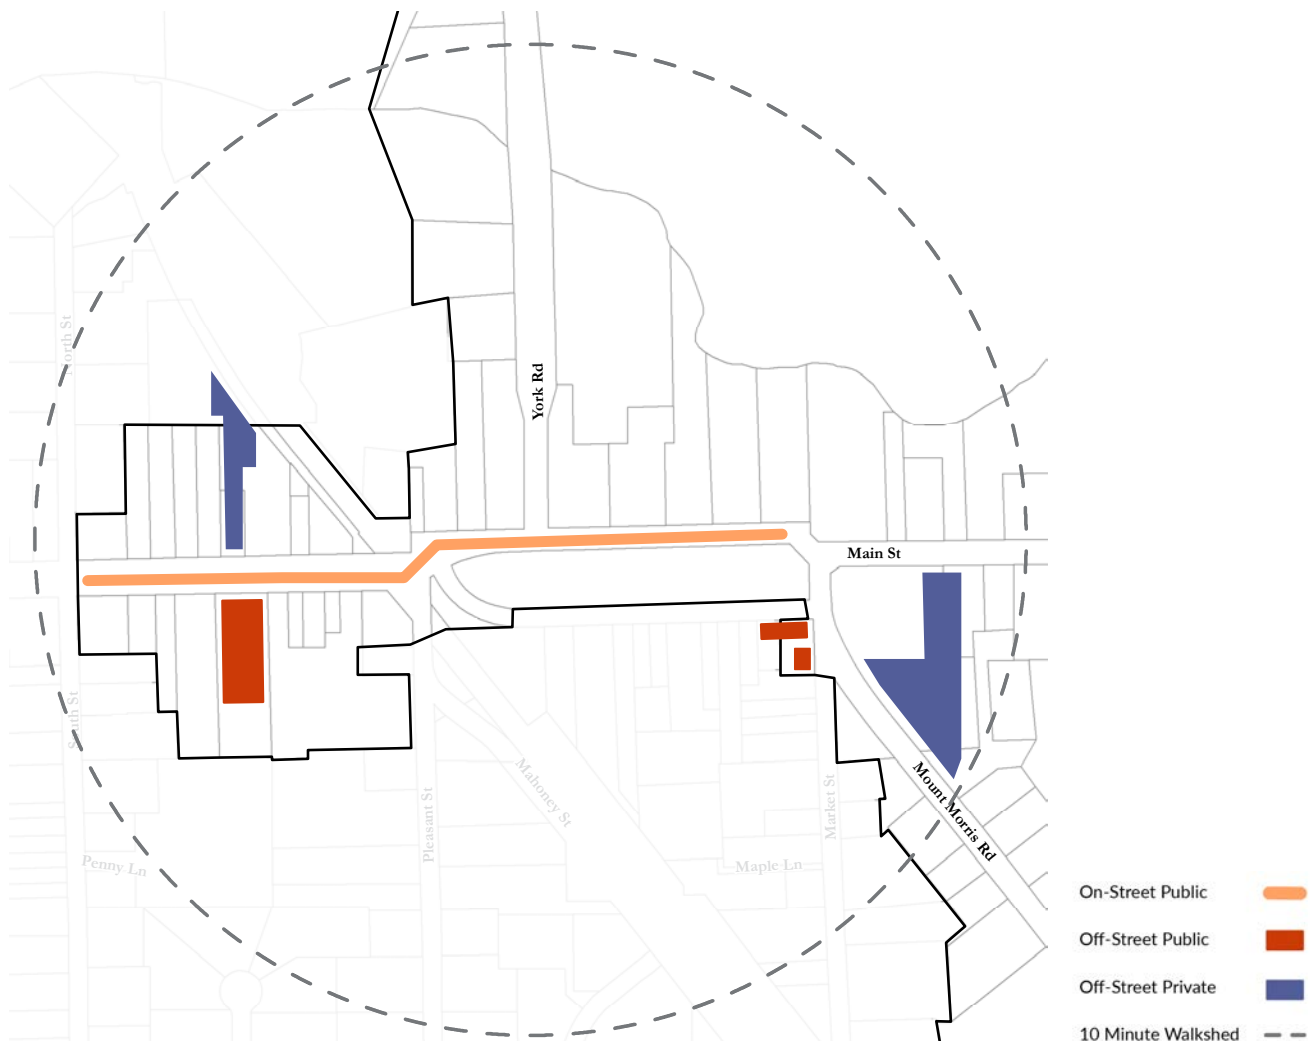 North St
York Rd
Main St
South St
Mahoney St
Mount Morris Rd
Pleasant St
Market St
Penny Ln
Maple Ln
On-Street Public
Off-Street Public
Off-Street Private
10 Minute Walkshed